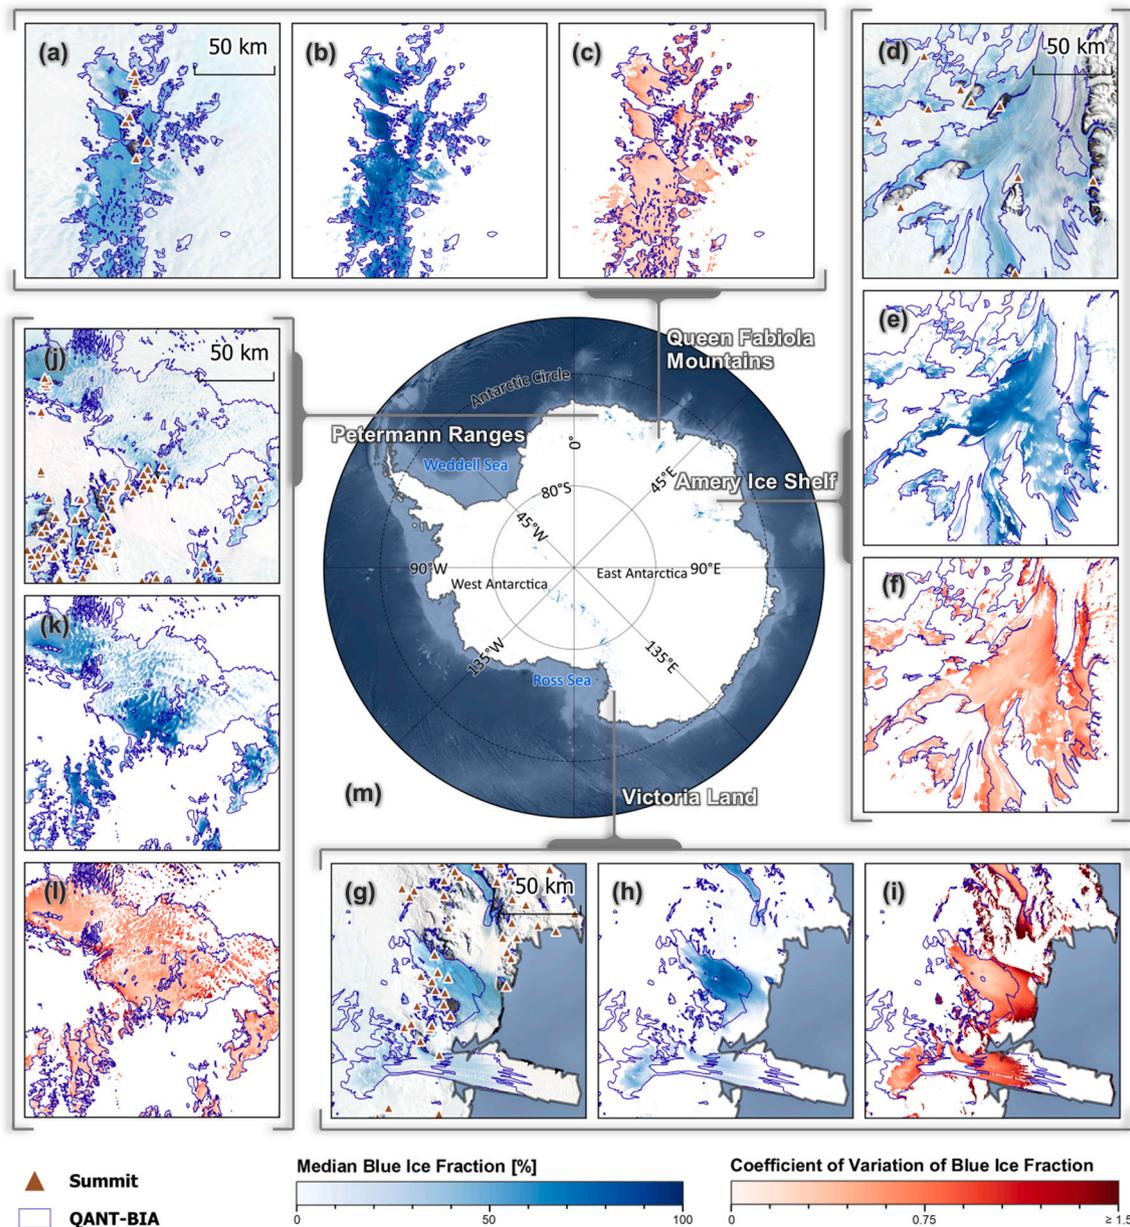 (a)
50 km
(b)
(c)
(d)
50 km
(e)
(f)
(j)
50 km
(k)
(l)
Queen Fabiola
Mountains
Antarctic Circle
Petermann Ranges
Weddell Sea
0°
45°E
Amery Ice Shelf
80°S
45°W
90°W
West Antarctica
East Antarctica
90°E
135°W
135°E
Ross Sea
(m)
Victoria Land
(g)
50 km
(h)
(i)
Summit
QANT-BIA
Median Blue Ice Fraction [%]
0
50
100
Coefficient of Variation of Blue Ice Fraction
0
0.75
≥ 1.5